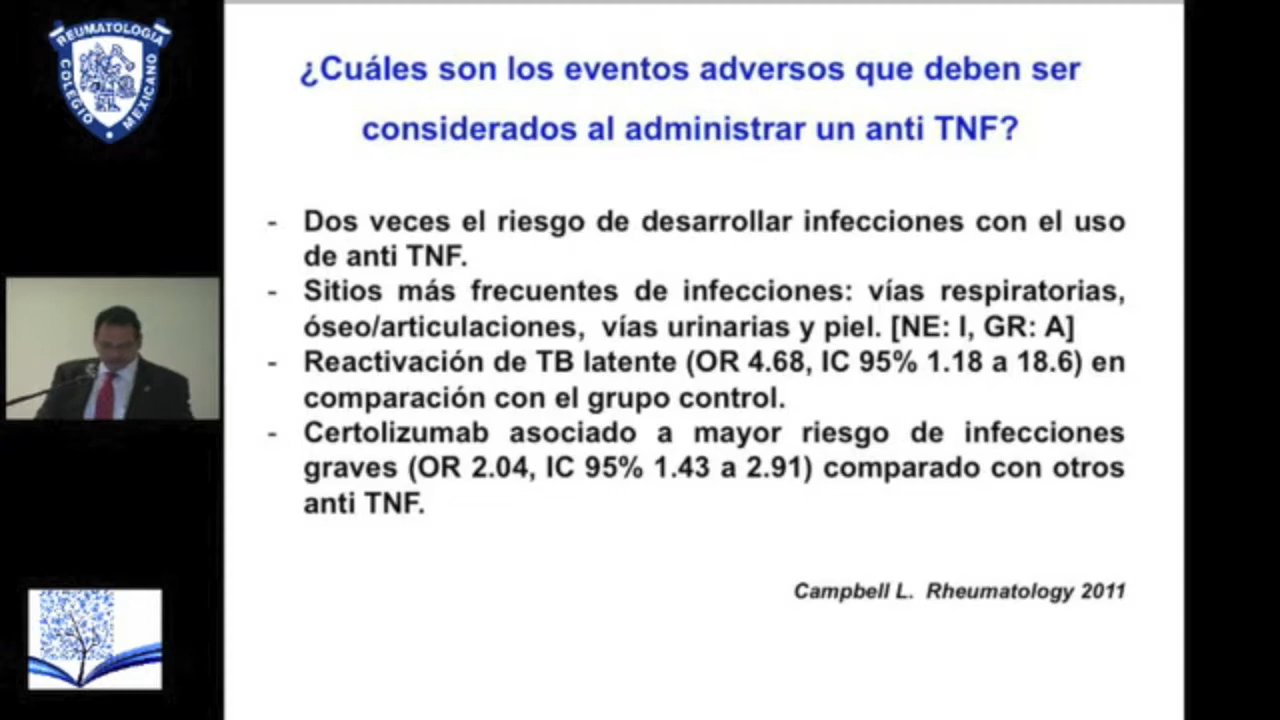 REUMATOLOGIA
COLEGIO
MEXICANO
¿Cuáles son los eventos adversos que deben ser
considerados al administrar un anti TNF?
- Dos veces el riesgo de desarrollar infecciones con el uso
de anti TNF.
- Sitios más frecuentes de infecciones: vías respiratorias,
óseo/articulaciones, vías urinarias y piel. [NE: I, GR: A]
- Reactivación de TB latente (OR 4.68, IC 95% 1.18 a 18.6) en
comparación con el grupo control.
- Certolizumab asociado a mayor riesgo de infecciones
graves (OR 2.04, IC 95% 1.43 a 2.91) comparado con otros
anti TNF.
Campbell L. Rheumatology 2011